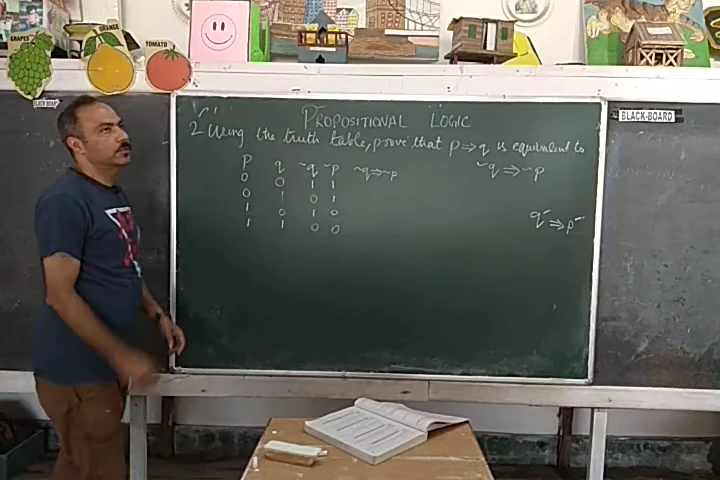 GRAPES
ORANGE
TOMATO
BLACK-BOARD
PROPOSITIONAL LOGIC
2 Using the truth table, prove that p ⇒ q is equivalent to
~q ⇒ ~p
P q ~q ~p ~q ⇒ ~p
0 0 1 1
0 1 0 1
1 0 1 0
1 1 0 0
q⁻ ⇒ p⁻